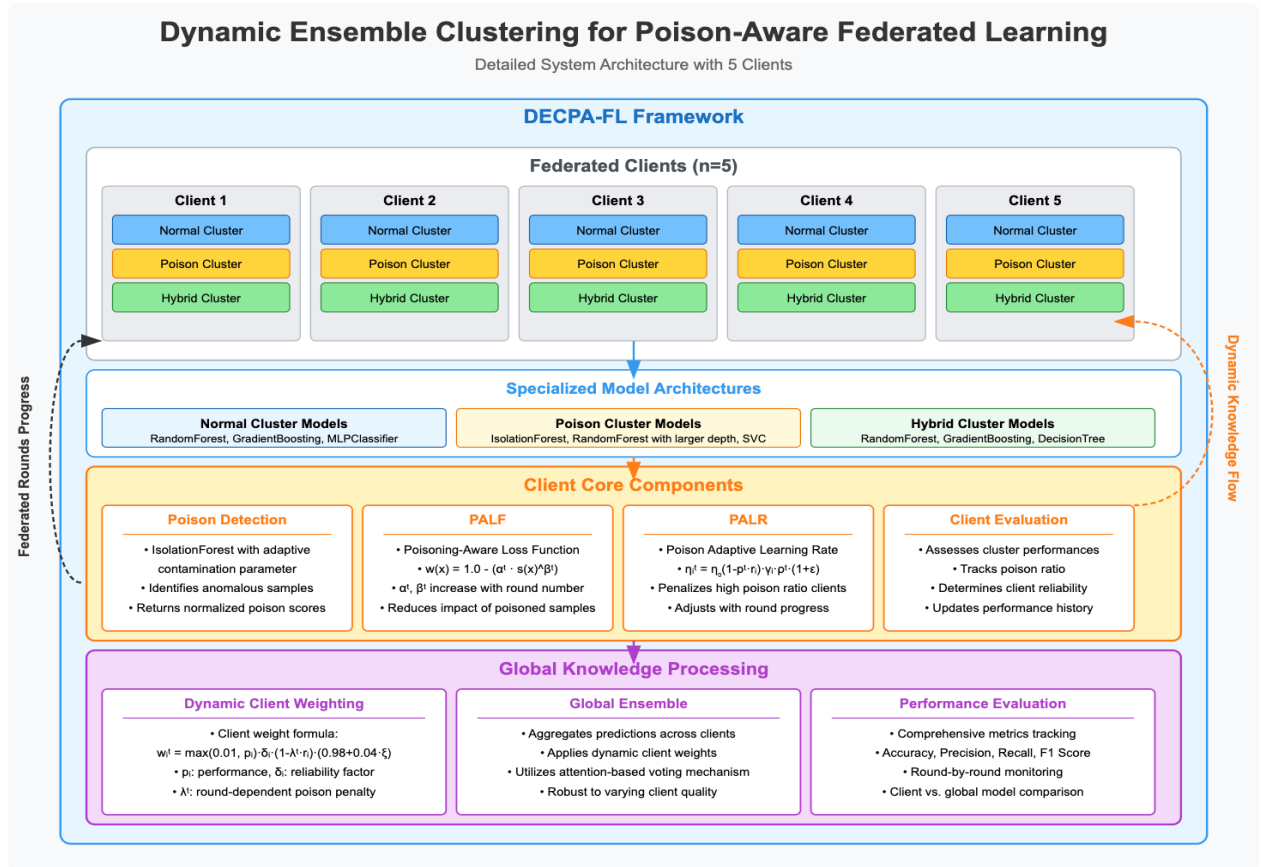 Dynamic Ensemble Clustering for Poison-Aware Federated Learning
Detailed System Architecture with 5 Clients
DECPA-FL Framework
Federated Clients (n=5)
Client 1
Normal Cluster
Poison Cluster
Hybrid Cluster
Client 2
Normal Cluster
Poison Cluster
Hybrid Cluster
Client 3
Normal Cluster
Poison Cluster
Hybrid Cluster
Client 4
Normal Cluster
Poison Cluster
Hybrid Cluster
Client 5
Normal Cluster
Poison Cluster
Hybrid Cluster
Federated Rounds Progress
Dynamic Knowledge Flow
Specialized Model Architectures
Normal Cluster Models
RandomForest, GradientBoosting, MLPClassifier
Poison Cluster Models
IsolationForest, RandomForest with larger depth, SVC
Hybrid Cluster Models
RandomForest, GradientBoosting, DecisionTree
Client Core Components
Poison Detection
• IsolationForest with adaptive
contamination parameter
• Identifies anomalous samples
• Returns normalized poison scores
PALF
• Poisoning-Aware Loss Function
• w(x) = 1.0 - (αᵗ · s(x)^βᵗ)
• αᵗ, βᵗ increase with round number
• Reduces impact of poisoned samples
PALR
• Poison Adaptive Learning Rate
• ηᵢᵗ = η₀(1-pᵗ·rᵢ)·γᵢ·ρᵗ·(1+ε)
• Penalizes high poison ratio clients
• Adjusts with round progress
Client Evaluation
• Assesses cluster performances
• Tracks poison ratio
• Determines client reliability
• Updates performance history
Global Knowledge Processing
Dynamic Client Weighting
• Client weight formula:
wᵢᵗ = max(0.01, pᵢ)·δᵢ·(1-λᵗ·rᵢ)·(0.98+0.04·ξ)
• pᵢ: performance, δᵢ: reliability factor
• λᵗ: round-dependent poison penalty
Global Ensemble
• Aggregates predictions across clients
• Applies dynamic client weights
• Utilizes attention-based voting mechanism
• Robust to varying client quality
Performance Evaluation
• Comprehensive metrics tracking
• Accuracy, Precision, Recall, F1 Score
• Round-by-round monitoring
• Client vs. global model comparison